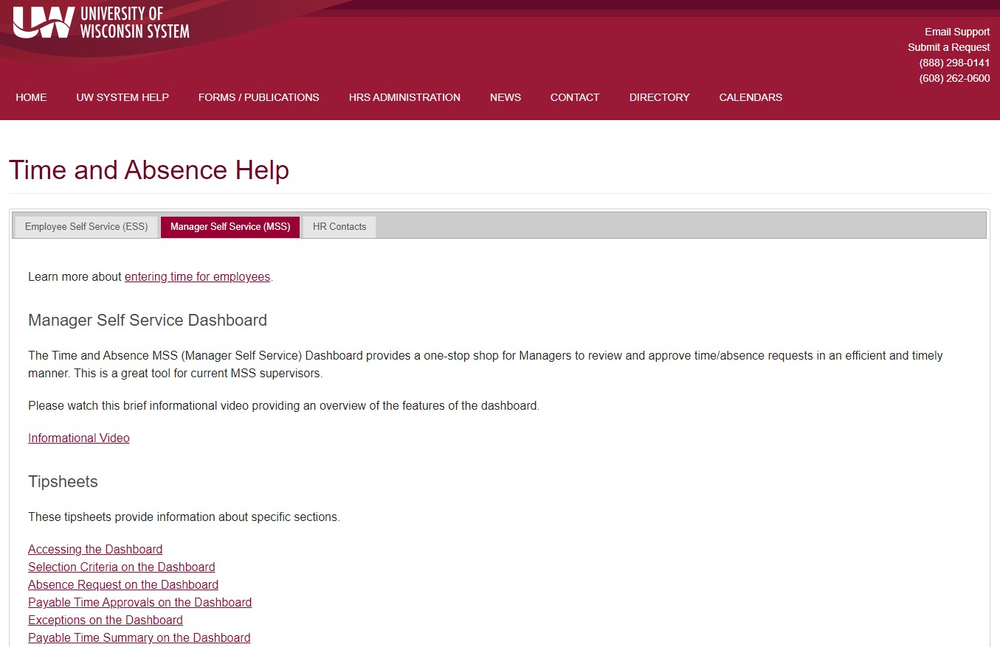 UW UNIVERSITY OF
WISCONSIN SYSTEM
Email Support
Submit a Request
(888) 298-0141
(608) 262-0600
HOME UW SYSTEM HELP FORMS / PUBLICATIONS HRS ADMINISTRATION NEWS CONTACT DIRECTORY CALENDARS
Time and Absence Help
Employee Self Service (ESS) Manager Self Service (MSS) HR Contacts
Learn more about entering time for employees.
Manager Self Service Dashboard
The Time and Absence MSS (Manager Self Service) Dashboard provides a one-stop shop for Managers to review and approve time/absence requests in an efficient and timely
manner. This is a great tool for current MSS supervisors.
Please watch this brief informational video providing an overview of the features of the dashboard.
Informational Video
Tipsheets
These tipsheets provide information about specific sections.
Accessing the Dashboard
Selection Criteria on the Dashboard
Absence Request on the Dashboard
Payable Time Approvals on the Dashboard
Exceptions on the Dashboard
Payable Time Summary on the Dashboard